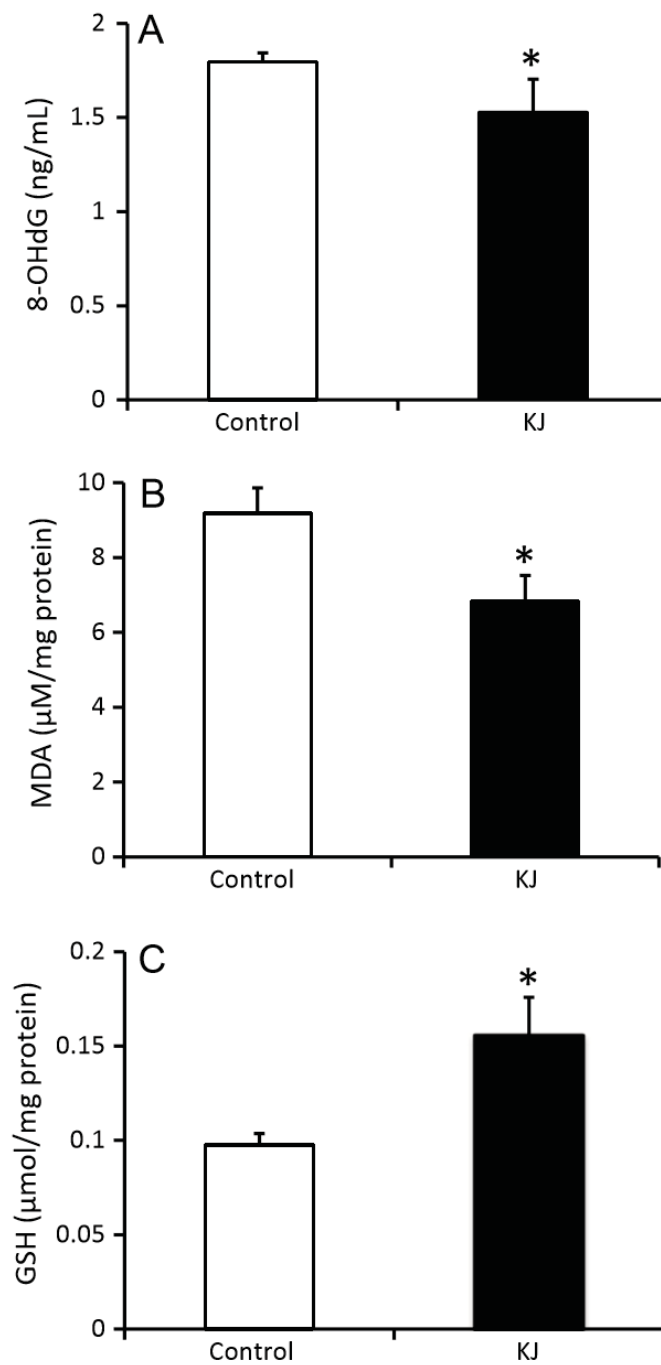 A
2
1.5
1
0.5
0
8-OHdG (ng/mL)
*
Control KJ
B
10
8
6
4
2
0
MDA (µM/mg protein)
*
Control KJ
C
0.2
0.15
0.1
0.05
0
GSH (µmol/mg protein)
*
Control KJ